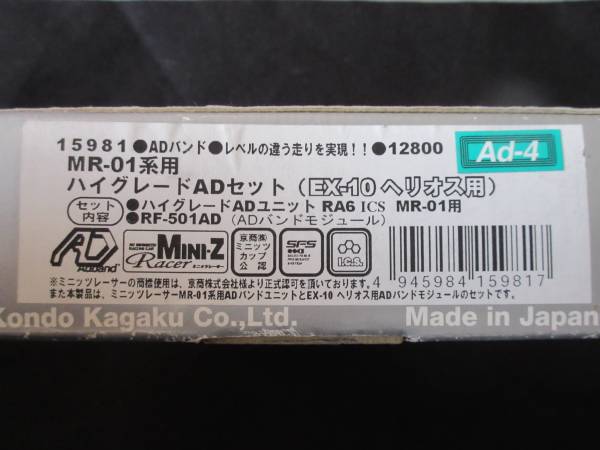 15981●ADバンド●レベルの違う走りを実現!!●12800
Ad-4
MR-01系用
ハイグレードADセット(EX-10 ヘリオス用)
セット内容
●ハイグレードADユニット RA6 ICS MR-01用
●RF-501AD(ADバンドモジュール)
ADband
MINI-Z
Racer ミニッツレーサー
京商㈱
ミニッツ
カップ
公認
SFS
I.C.S.
※ミニッツレーサーの商標使用は、京商株式会社様より正式認可を頂いております。
また本製品は、ミニッツレーサーMR-01系用ADバンドユニットとEX-10 ヘリオス用ADバンドモジュールのセットです。
4 945984 159817
Kondo Kagaku Co.,Ltd.
Made in Japan